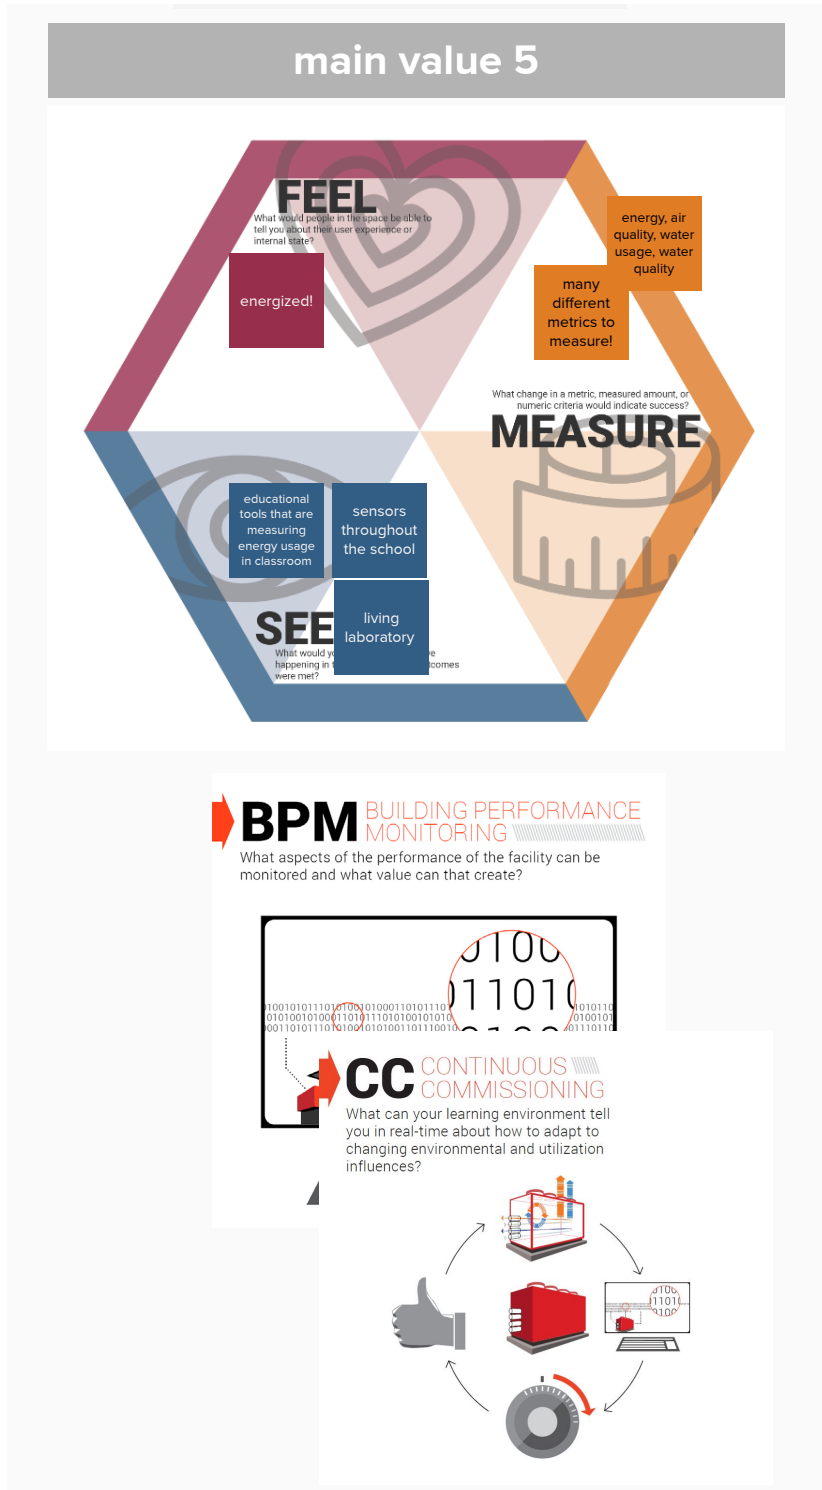 main value 5
FEEL
What would people in the space be able to
tell you about their user experience or
internal state?
energized!
energy, air
quality, water
usage, water
quality
many
different
metrics to
measure!
What change in a metric, measured amount, or
numeric criteria would indicate success?
MEASURE
educational
tools that are
measuring
energy usage
in classroom
sensors
throughout
the school
living
laboratory
SEE
What would
happening in
were met?
BPM BUILDING PERFORMANCE
MONITORING
What aspects of the performance of the facility can be
monitored and what value can that create?
CC CONTINUOUS
COMMISSIONING
What can your learning environment tell
you in real-time about how to adapt to
changing environmental and utilization
influences?